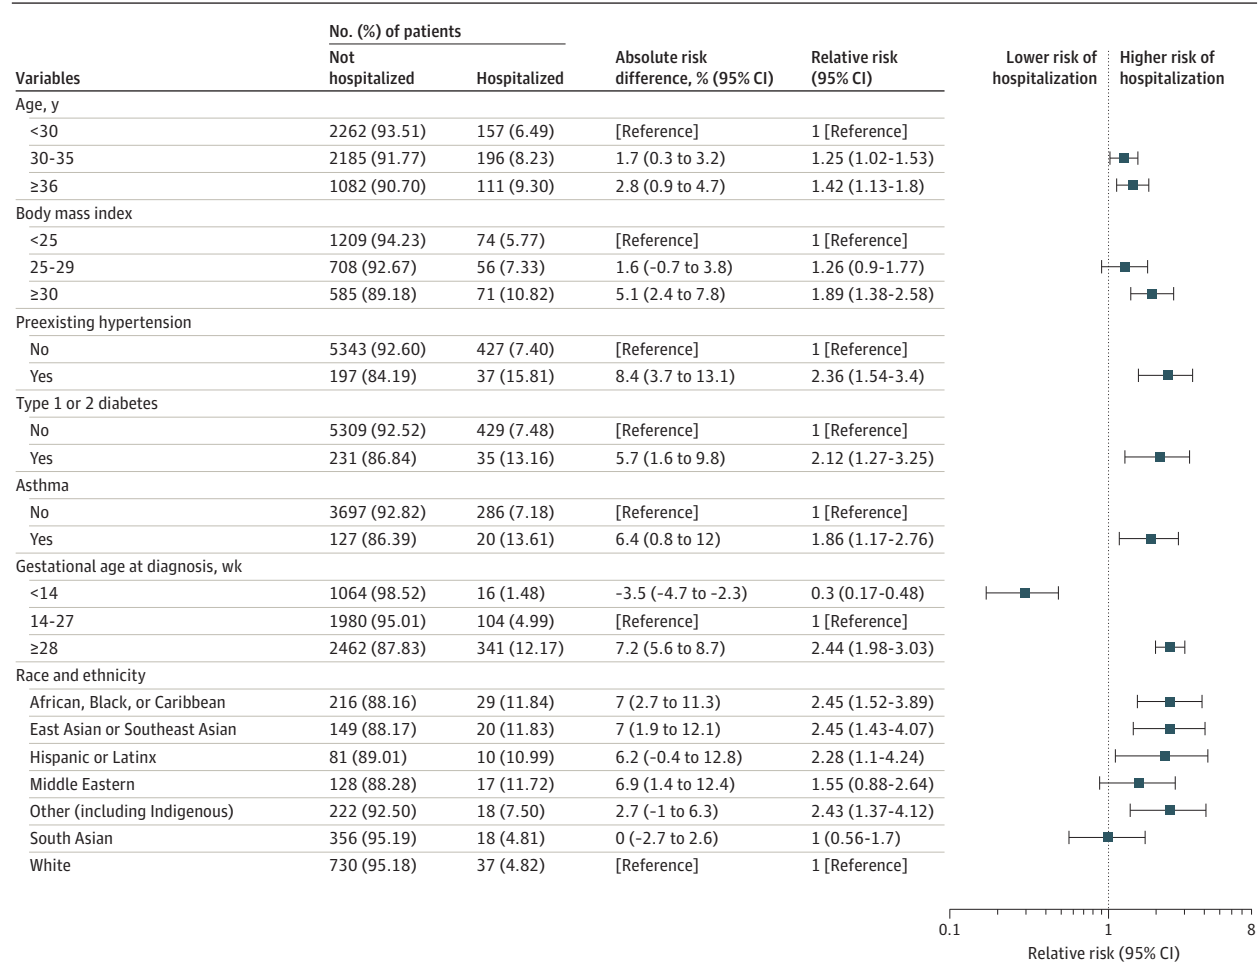 No. (%) of patients
Variables Not hospitalized Hospitalized Absolute risk difference, % (95% CI) Relative risk (95% CI) Lower risk of hospitalization Higher risk of hospitalization
Age, y
<30 2262 (93.51) 157 (6.49) [Reference] 1 [Reference]
30-35 2185 (91.77) 196 (8.23) 1.7 (0.3 to 3.2) 1.25 (1.02-1.53)
≥36 1082 (90.70) 111 (9.30) 2.8 (0.9 to 4.7) 1.42 (1.13-1.8)
Body mass index
<25 1209 (94.23) 74 (5.77) [Reference] 1 [Reference]
25-29 708 (92.67) 56 (7.33) 1.6 (-0.7 to 3.8) 1.26 (0.9-1.77)
≥30 585 (89.18) 71 (10.82) 5.1 (2.4 to 7.8) 1.89 (1.38-2.58)
Preexisting hypertension
No 5343 (92.60) 427 (7.40) [Reference] 1 [Reference]
Yes 197 (84.19) 37 (15.81) 8.4 (3.7 to 13.1) 2.36 (1.54-3.4)
Type 1 or 2 diabetes
No 5309 (92.52) 429 (7.48) [Reference] 1 [Reference]
Yes 231 (86.84) 35 (13.16) 5.7 (1.6 to 9.8) 2.12 (1.27-3.25)
Asthma
No 3697 (92.82) 286 (7.18) [Reference] 1 [Reference]
Yes 127 (86.39) 20 (13.61) 6.4 (0.8 to 12) 1.86 (1.17-2.76)
Gestational age at diagnosis, wk
<14 1064 (98.52) 16 (1.48) -3.5 (-4.7 to -2.3) 0.3 (0.17-0.48)
14-27 1980 (95.01) 104 (4.99) [Reference] 1 [Reference]
≥28 2462 (87.83) 341 (12.17) 7.2 (5.6 to 8.7) 2.44 (1.98-3.03)
Race and ethnicity
African, Black, or Caribbean 216 (88.16) 29 (11.84) 7 (2.7 to 11.3) 2.45 (1.52-3.89)
East Asian or Southeast Asian 149 (88.17) 20 (11.83) 7 (1.9 to 12.1) 2.45 (1.43-4.07)
Hispanic or Latinx 81 (89.01) 10 (10.99) 6.2 (-0.4 to 12.8) 2.28 (1.1-4.24)
Middle Eastern 128 (88.28) 17 (11.72) 6.9 (1.4 to 12.4) 1.55 (0.88-2.64)
Other (including Indigenous) 222 (92.50) 18 (7.50) 2.7 (-1 to 6.3) 2.43 (1.37-4.12)
South Asian 356 (95.19) 18 (4.81) 0 (-2.7 to 2.6) 1 (0.56-1.7)
White 730 (95.18) 37 (4.82) [Reference] 1 [Reference]
0.1 1 8
Relative risk (95% CI)